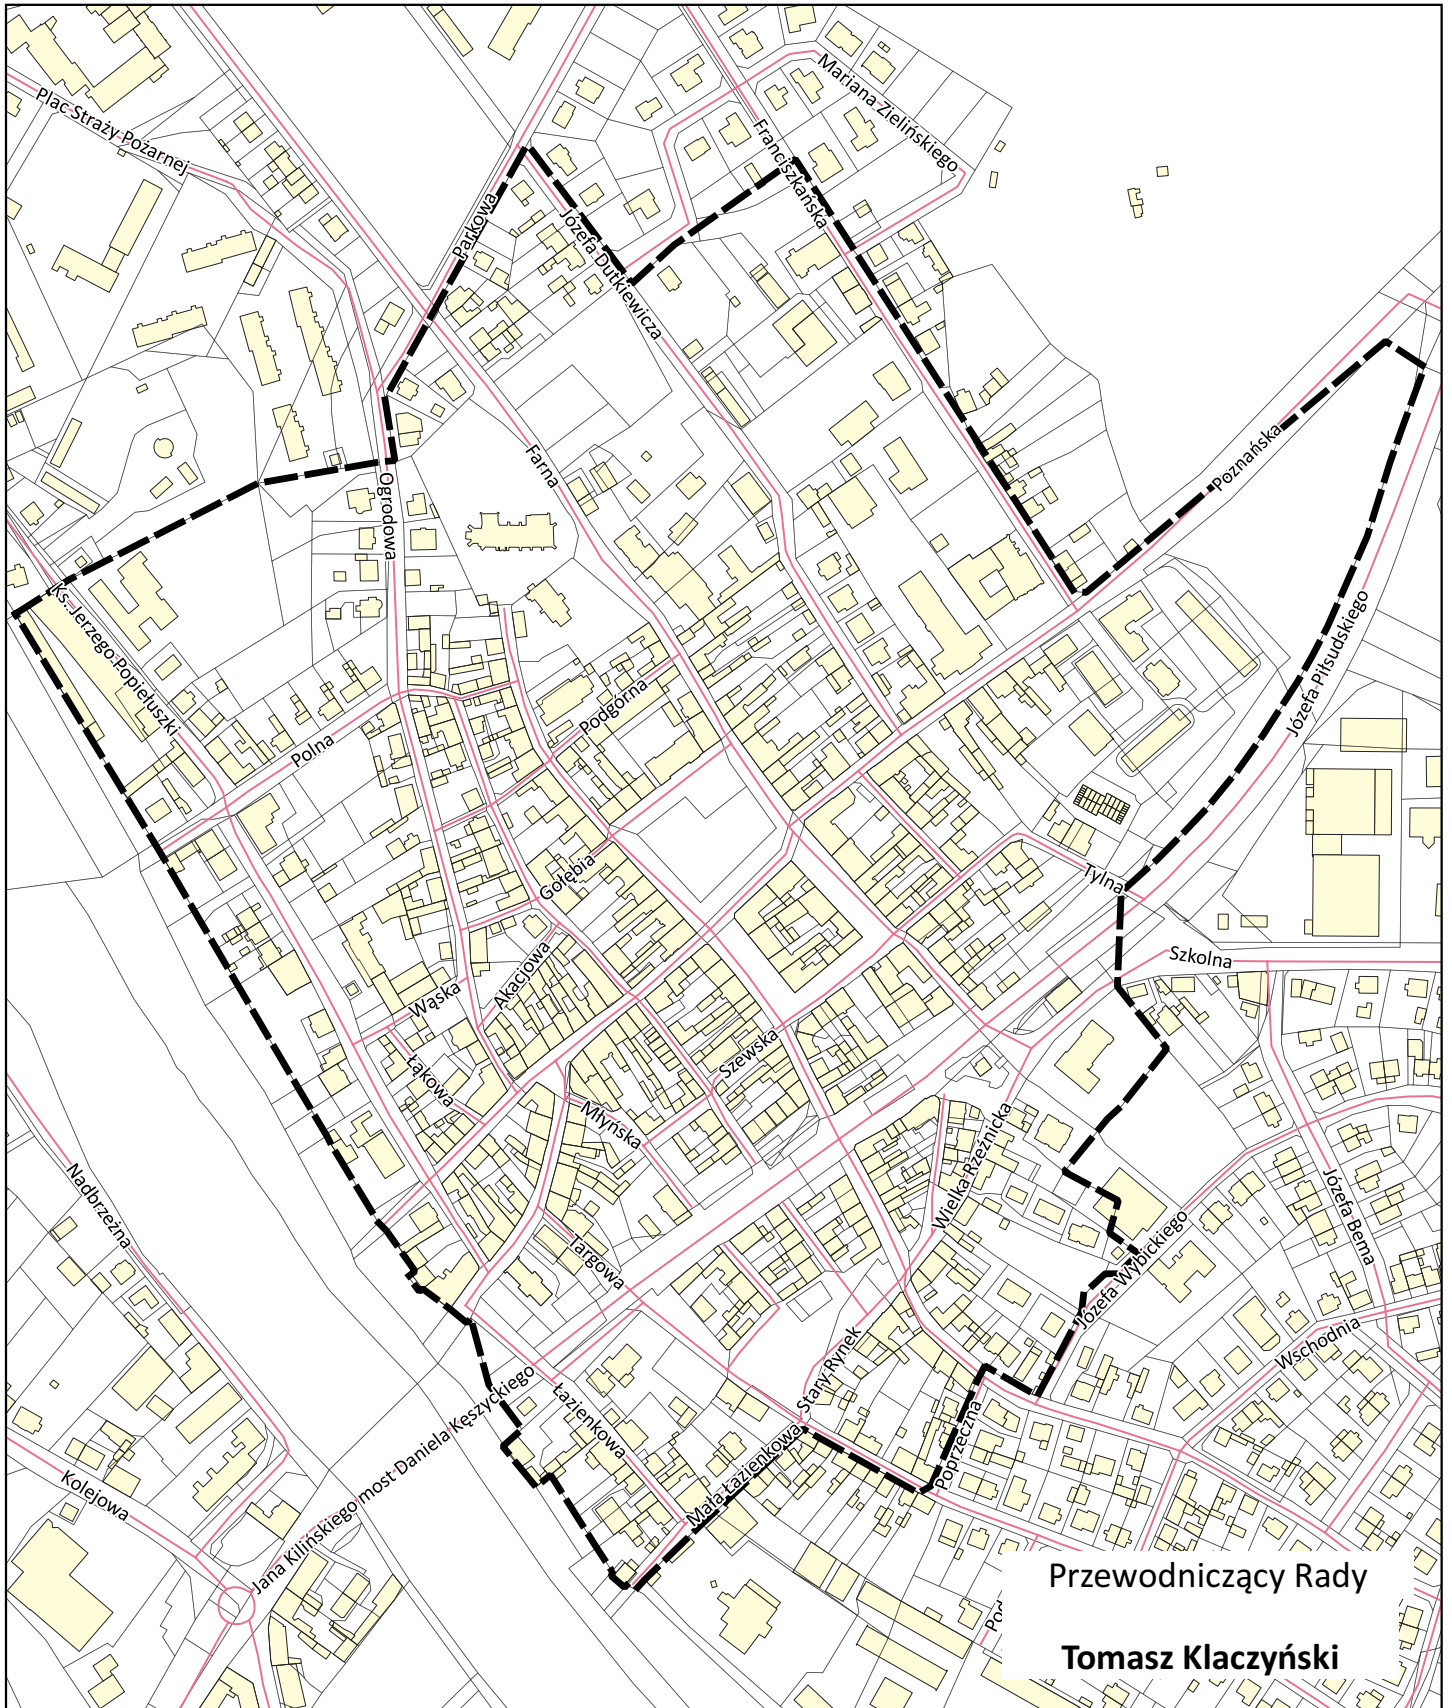 Mariana Zielińskiego
Plac Straży Pożarnej
Franciszkańska
Parkowa
Józefa Dutkiewicza
Farna
Poznańska
Ogrodowa
Ks. Jerzego Popiełuszki
Józefa Piłsudskiego
Podgórna
Polna
Gołębia
Tylna
Akacjowa
Szkolna
Wąska
Szewska
Łąkowa
Młyńska
Wielka Rzeźnicka
Nadbrzeżna
Józefa Bema
Targowa
Józefa Wybickiego
Wschodnia
Stary Rynek
Łazienkowa
Poprzeczna
Mała Łazienkowa
Kolejowa
Jana Kilińskiego most Daniela Kęszyckiego
Pod
Przewodniczący Rady
Tomasz Klaczyński